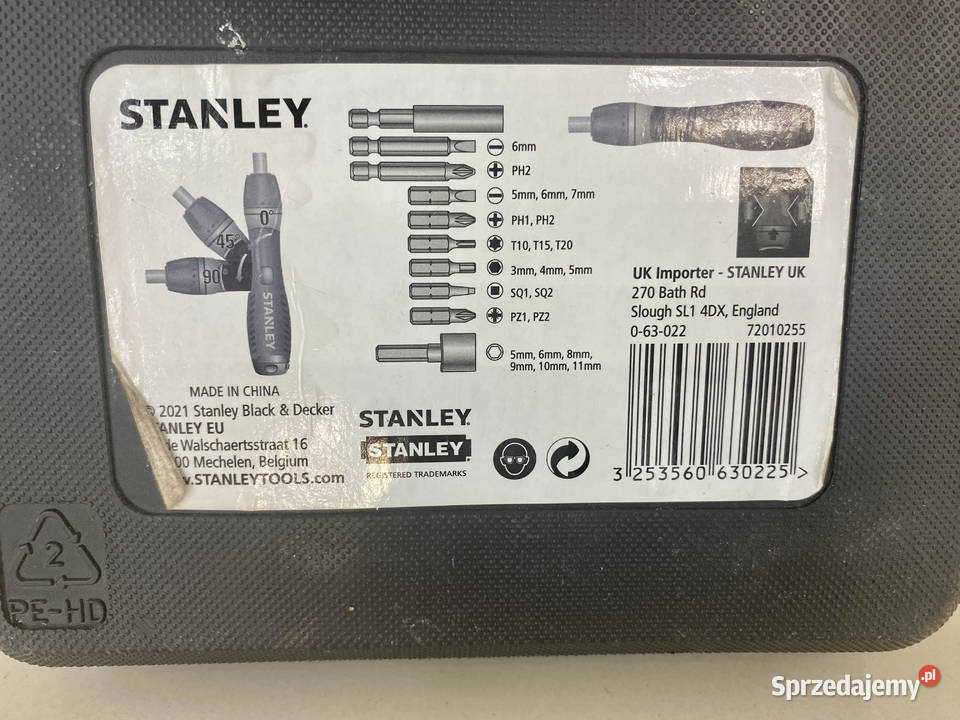 STANLEY.
0°
45°
90°
STANLEY
6mm
PH2
5mm, 6mm, 7mm
PH1, PH2
T10, T15, T20
3mm, 4mm, 5mm
SQ1, SQ2
PZ1, PZ2
5mm, 6mm, 8mm,
9mm, 10mm, 11mm
STANLEY
UK Importer - STANLEY UK
270 Bath Rd
Slough SL1 4DX, England
0-63-022 72010255
3 253560 630225 >
MADE IN CHINA
© 2021 Stanley Black & Decker
TANLEY EU
de Walschaertsstraat 16
00 Mechelen, Belgium
w.STANLEYTOOLS.com
STANLEY.
STANLEY
REGISTERED TRADEMARKS
2
PE-HD
Sprzedajemy.pl